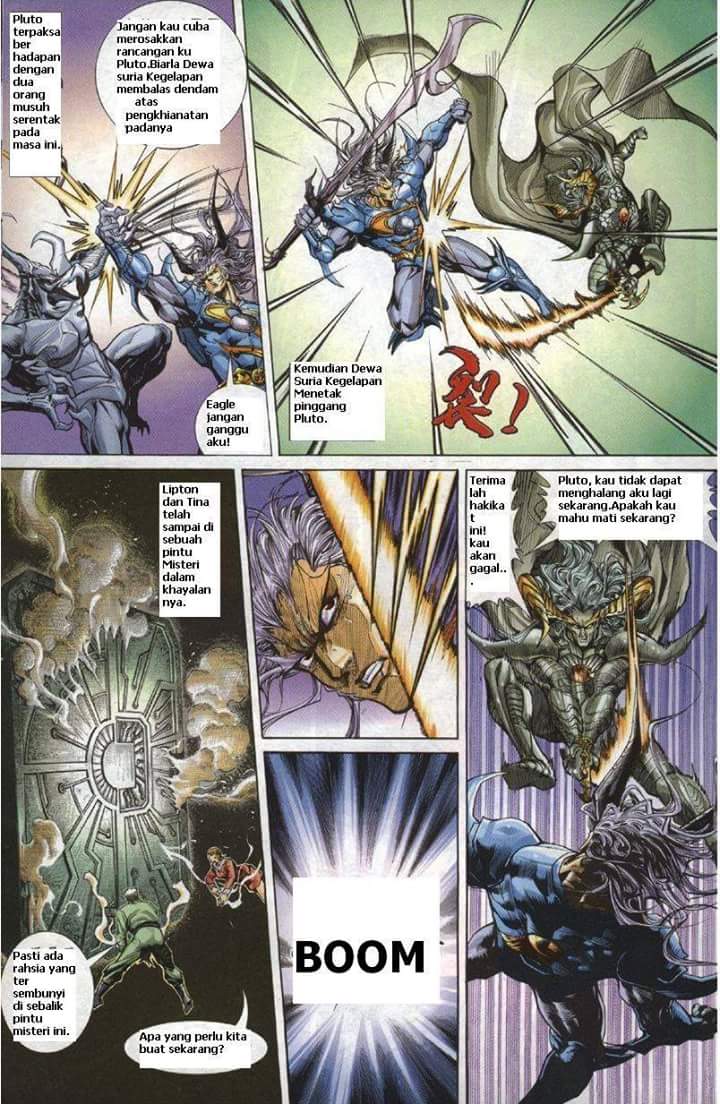 Pluto
terpaksa
ber
hadapan
dengan
dua
orang
musuh
serentak
pada
masa ini.
Jangan kau cuba
merosakkan
rancangan ku
Pluto.Biarla Dewa
suria Kegelapan
membalas dendam
atas
pengkhianatan
padanya
Eagle
jangan
ganggu
aku!
Kemudian Dewa
Suria Kegelapan
Menetak
pinggang
Pluto.
裂!
Lipton
dan Tina
telah
sampai di
sebuah
pintu
Misteri
dalam
khayalan
nya.
Pasti ada
rahsia yang
ter
sembunyi
di sebalik
pintu
misteri ini.
Apa yang perlu kita
buat sekarang?
BOOM
Terima
lah
hakika
t
ini!
kau
akan
gagal..
.
Pluto, kau tidak dapat
menghalang aku lagi
sekarang.Apakah kau
mahu mati sekarang?